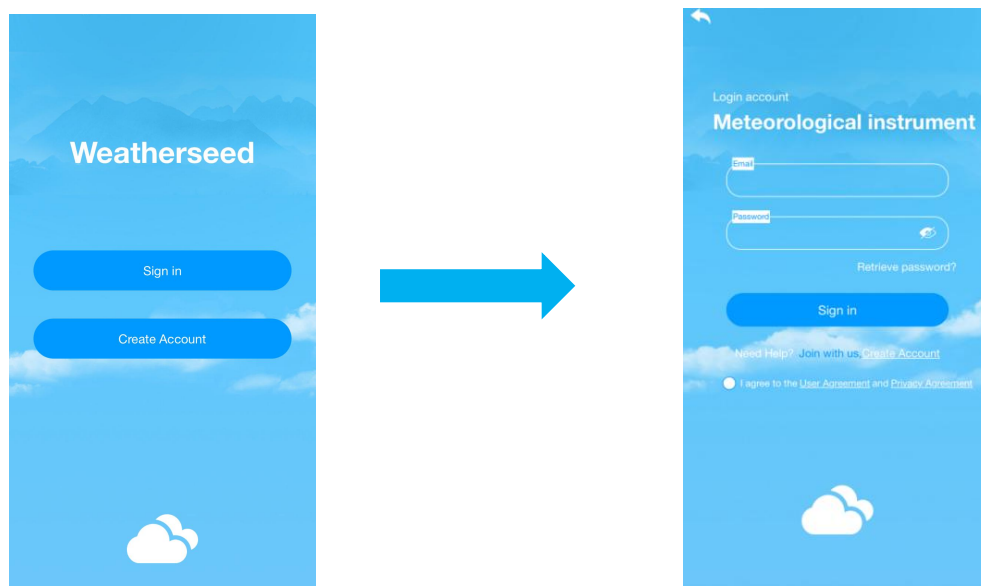 Weatherseed
Sign in
Create Account
Login account
Meteorological instrument
Email
Password
Retrieve password?
Sign in
Need Help? Join with us,Create Account
I agree to the User Agreement and Privacy Agreement